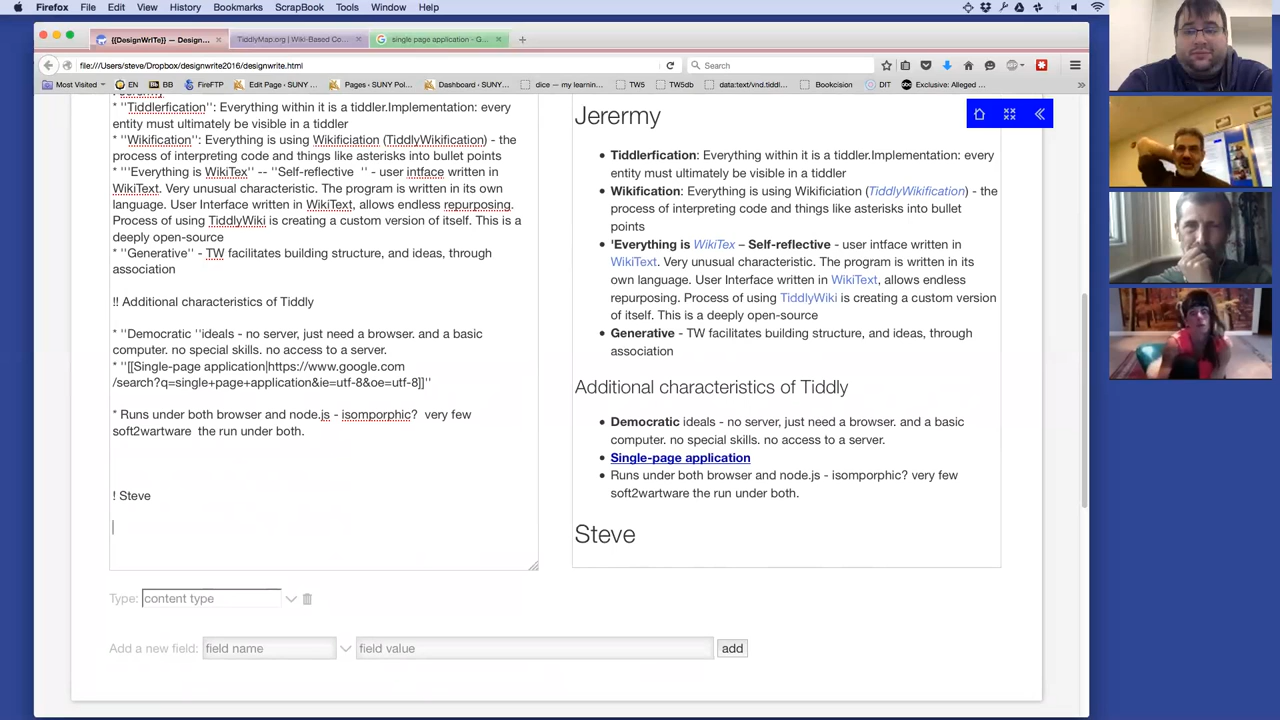 Firefox File Edit View History Bookmarks ScrapBook Tools Window Help
{{DesignWriTe}} — Design...
TiddlyMap.org | Wiki-Based Co...
single page application - G...
file:///Users/steve/Dropbox/designwrite2016/designwrite.html
Search
Most Visited
EN
BB
FireFTP
Edit Page - SUNY ...
Pages - SUNY Pol...
Dashboard - SUNY...
dice — my learnin...
TW5
TW5db
data:text/vnd.tiddl...
Bookcision
DIT
Exclusive: Alleged ...
* ''Tiddlerfication'': Everything within it is a tiddler.Implementation: every
entity must ultimately be visible in a tiddler
* ''Wikification'': Everything is using Wikificiation (TiddlyWikification) - the
process of interpreting code and things like asterisks into bullet points
* '''Everything is WikiTex'' -- ''Self-reflective '' - user intface written in
WikiText. Very unusual characteristic. The program is written in its own
language. User Interface written in WikiText, allows endless repurposing.
Process of using TiddlyWiki is creating a custom version of itself. This is a
deeply open-source
* ''Generative'' - TW facilitates building structure, and ideas, through
association
!! Additional characteristics of Tiddly
* ''Democratic ''ideals - no server, just need a browser. and a basic
computer. no special skills. no access to a server.
* ''[[Single-page application|https://www.google.com
/search?q=single+page+application&ie=utf-8&oe=utf-8]]''
* Runs under both browser and node.js - isomporphic? very few
soft2wartware the run under both.
! Steve
Type: content type
Add a new field: field name field value add
Jerermy
• Tiddlerfication: Everything within it is a tiddler.Implementation: every
entity must ultimately be visible in a tiddler
• Wikification: Everything is using Wikificiation (TiddlyWikification) - the
process of interpreting code and things like asterisks into bullet
points
• 'Everything is WikiTex – Self-reflective - user intface written in
WikiText. Very unusual characteristic. The program is written in its
own language. User Interface written in WikiText, allows endless
repurposing. Process of using TiddlyWiki is creating a custom version
of itself. This is a deeply open-source
• Generative - TW facilitates building structure, and ideas, through
association
Additional characteristics of Tiddly
• Democratic ideals - no server, just need a browser. and a basic
computer. no special skills. no access to a server.
• Single-page application
• Runs under both browser and node.js - isomporphic? very few
soft2wartware the run under both.
Steve